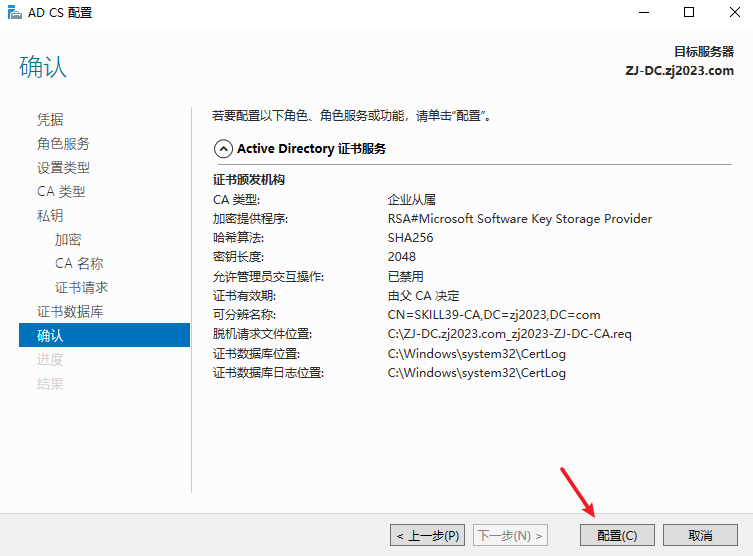 AD CS 配置
确认
目标服务器
ZJ-DC.zj2023.com
凭据
角色服务
设置类型
CA 类型
私钥
加密
CA 名称
证书请求
证书数据库
确认
进度
结果
若要配置以下角色、角色服务或功能，请单击"配置"。
Active Directory 证书服务
证书颁发机构
CA 类型: 企业从属
加密提供程序: RSA#Microsoft Software Key Storage Provider
哈希算法: SHA256
密钥长度: 2048
允许管理员交互操作: 已禁用
证书有效期: 由父 CA 决定
可分辨名称: CN=SKILL39-CA,DC=zj2023,DC=com
脱机请求文件位置: C:\ZJ-DC.zj2023.com_zj2023-ZJ-DC-CA.req
证书数据库位置: C:\Windows\system32\CertLog
证书数据库日志位置: C:\Windows\system32\CertLog
< 上一步(P) 下一步(N) > 配置(C) 取消